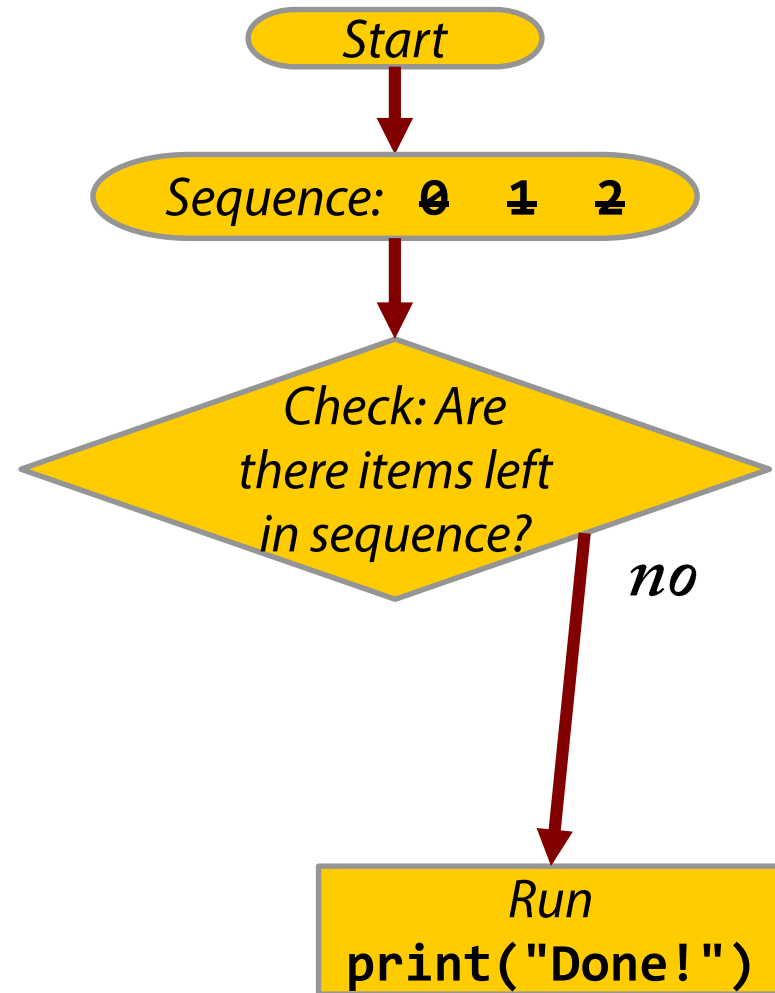 Start
Sequence: 0 1 2
Check: Are
there items left
in sequence?
no
Run
print("Done!")